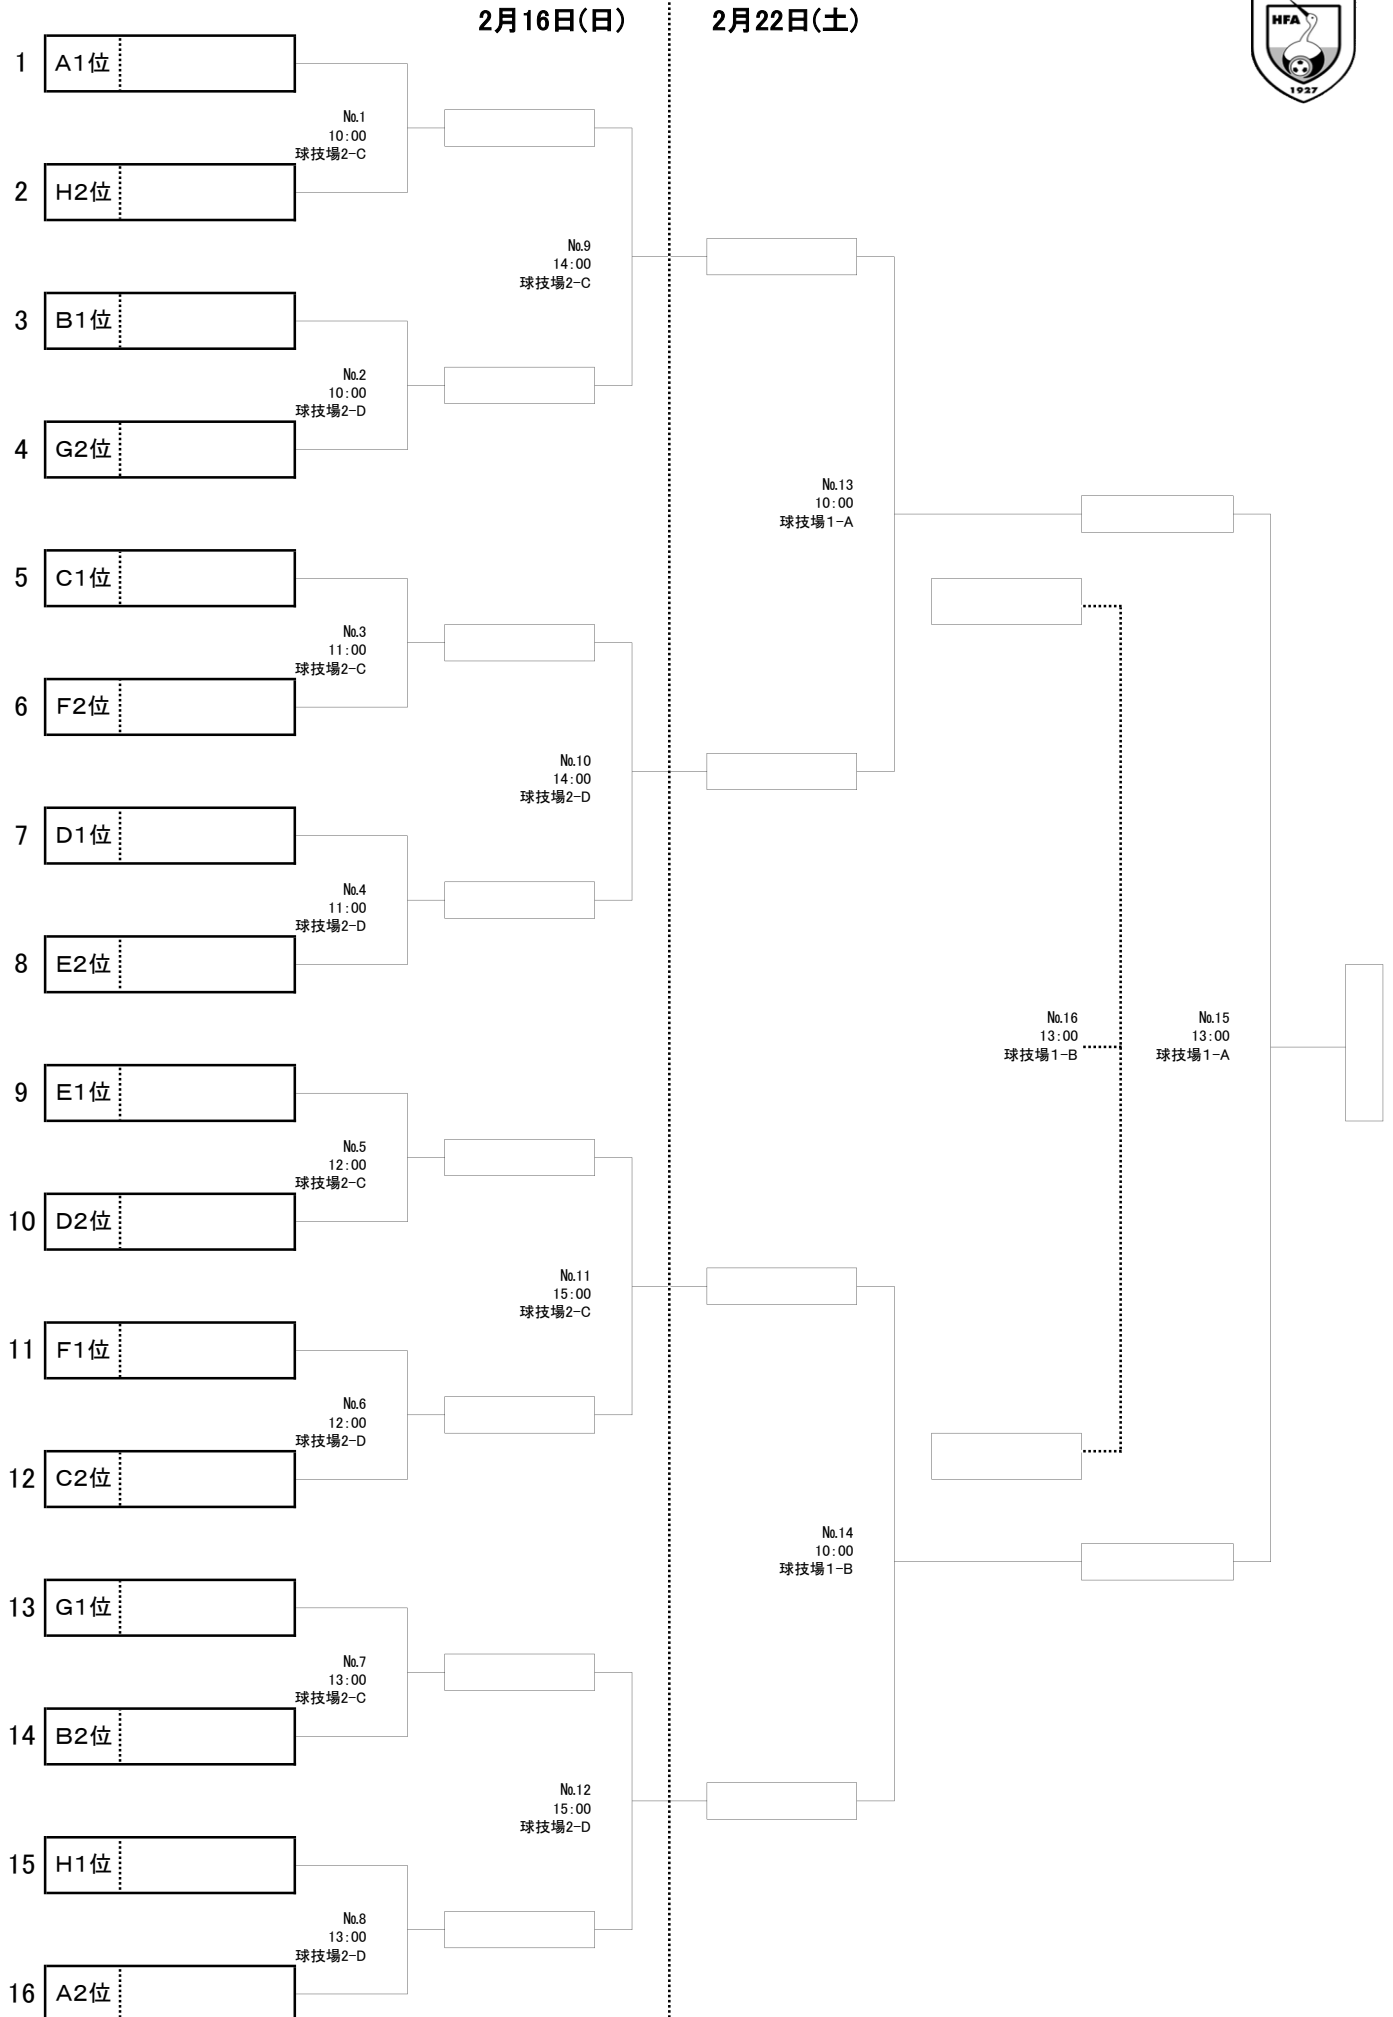 2月16日(日)
2月22日(土)
HFA
1927
1
A1位
No.1
10:00
球技場2-C
2
H2位
No.9
14:00
球技場2-C
3
B1位
No.2
10:00
球技場2-D
4
G2位
No.13
10:00
球技場1-A
5
C1位
No.3
11:00
球技場2-C
6
F2位
No.10
14:00
球技場2-D
7
D1位
No.4
11:00
球技場2-D
8
E2位
No.16
13:00
球技場1-B
No.15
13:00
球技場1-A
9
E1位
No.5
12:00
球技場2-C
10
D2位
No.11
15:00
球技場2-C
11
F1位
No.6
12:00
球技場2-D
12
C2位
No.14
10:00
球技場1-B
13
G1位
No.7
13:00
球技場2-C
14
B2位
No.12
15:00
球技場2-D
15
H1位
No.8
13:00
球技場2-D
16
A2位